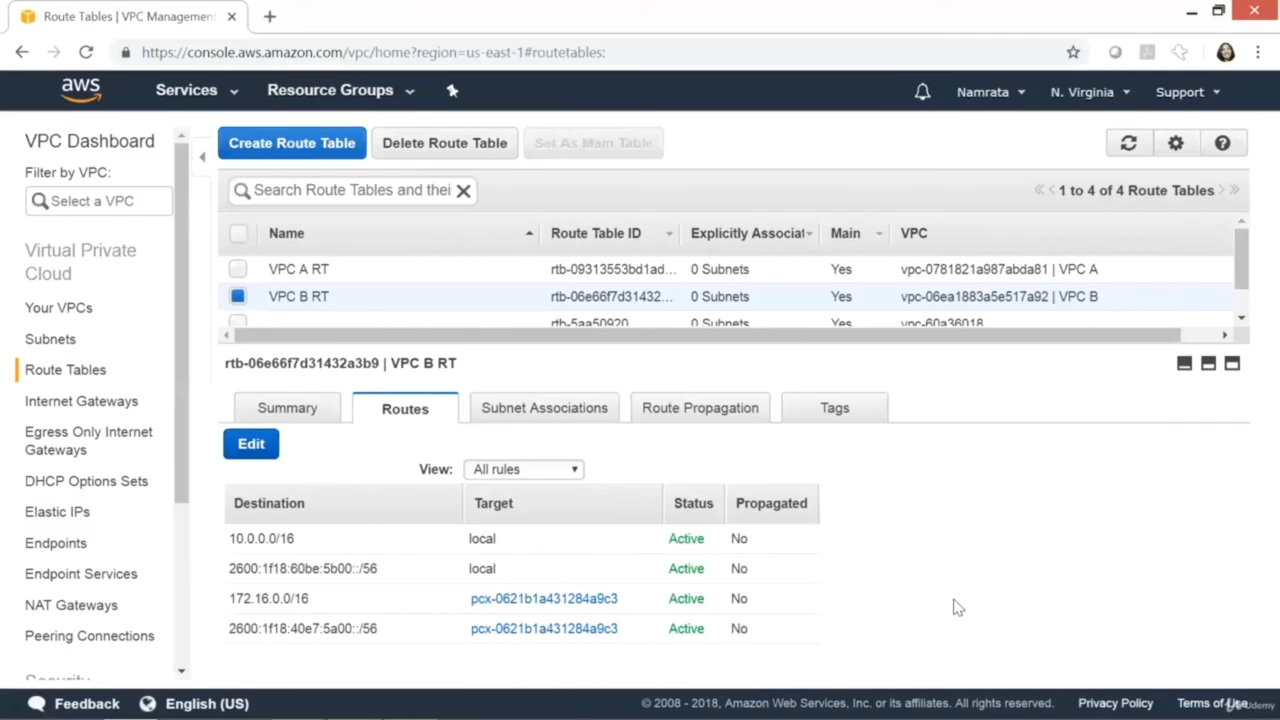 Route Tables | VPC Management
https://console.aws.amazon.com/vpc/home?region=us-east-1#routetables:
aws
Services
Resource Groups
Namrata
N. Virginia
Support
VPC Dashboard
Filter by VPC:
Select a VPC
Virtual Private
Cloud
Your VPCs
Subnets
Route Tables
Internet Gateways
Egress Only Internet
Gateways
DHCP Options Sets
Elastic IPs
Endpoints
Endpoint Services
NAT Gateways
Peering Connections
Security
Create Route Table
Delete Route Table
Set As Main Table
Search Route Tables and thei
1 to 4 of 4 Route Tables
Name Route Table ID Explicitly Associat Main VPC
VPC A RT rtb-09313553bd1ad... 0 Subnets Yes vpc-0781821a987abda81 | VPC A
VPC B RT rtb-06e66f7d31432... 0 Subnets Yes vpc-06ea1883a5e517a92 | VPC B
rtb-5aa50920 0 Subnets Yes vpc-60a36018
rtb-06e66f7d31432a3b9 | VPC B RT
Summary
Routes
Subnet Associations
Route Propagation
Tags
Edit
View: All rules
Destination Target Status Propagated
10.0.0.0/16 local Active No
2600:1f18:60be:5b00::/56 local Active No
172.16.0.0/16 pcx-0621b1a431284a9c3 Active No
2600:1f18:40e7:5a00::/56 pcx-0621b1a431284a9c3 Active No
Feedback
English (US)
© 2008 - 2018, Amazon Web Services, Inc. or its affiliates. All rights reserved.
Privacy Policy
Terms of Use
Udemy